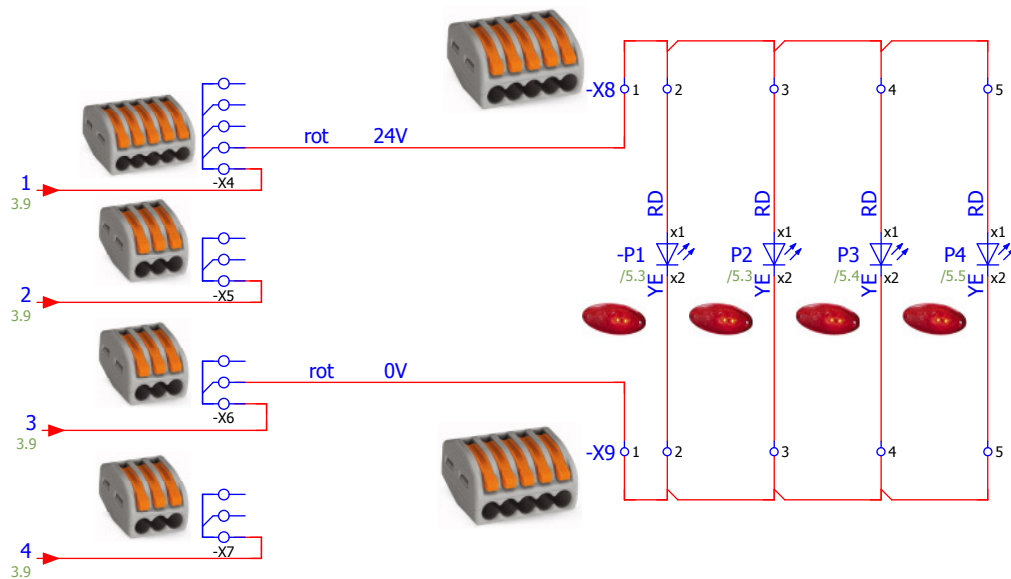 -X8 1 2 3 4 5
rot 24V
-X4
1
3.9
RD RD RD RD
x1 x1 x1 x1
-P1 P2 P3 P4
/5.3 /5.3 /5.4 /5.5
YE YE YE YE
x2 x2 x2 x2
-X5
2
3.9
rot 0V
-X6
3
3.9
-X9 1 2 3 4 5
-X7
4
3.9